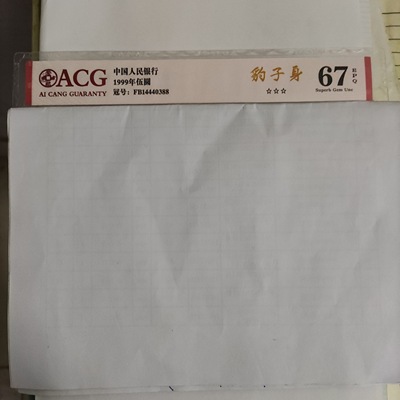 ACG
AI CANG GUARANTY
中国人民银行
1999年伍圆
冠号：FB14440388
豹子身
☆☆☆
67
EPQ
Superb Gem Unc